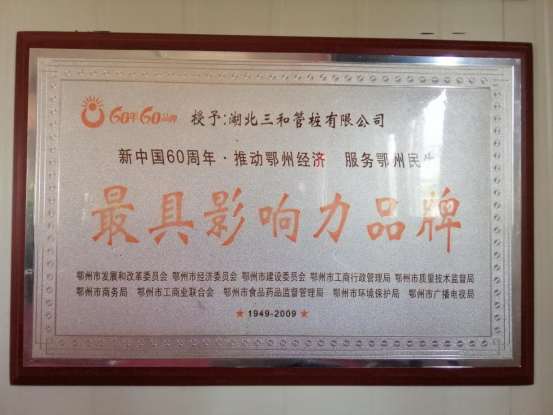 60年60品牌 授予:湖北三和管桩有限公司
新中国60周年·推动鄂州经济 服务鄂州民生
最具影响力品牌
鄂州市发展和改革委员会 鄂州市经济委员会 鄂州市建设委员会 鄂州市工商行政管理局 鄂州市质量技术监督局
鄂州市商务局 鄂州市工商业联合会 鄂州市食品药品监督管理局 鄂州市环境保护局 鄂州市广播电视局
★ 1949-2009 ★